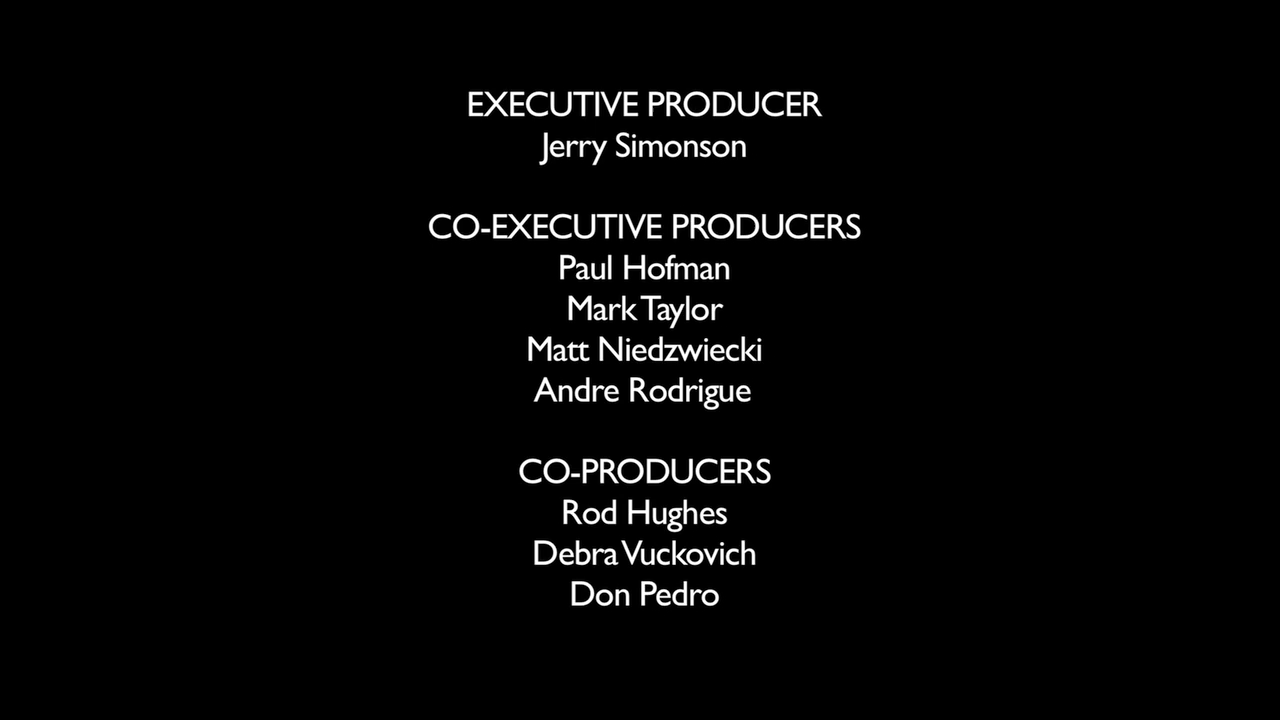 EXECUTIVE PRODUCER
Jerry Simonson
CO-EXECUTIVE PRODUCERS
Paul Hofman
Mark Taylor
Matt Niedzwiecki
Andre Rodrigue
CO-PRODUCERS
Rod Hughes
Debra Vuckovich
Don Pedro